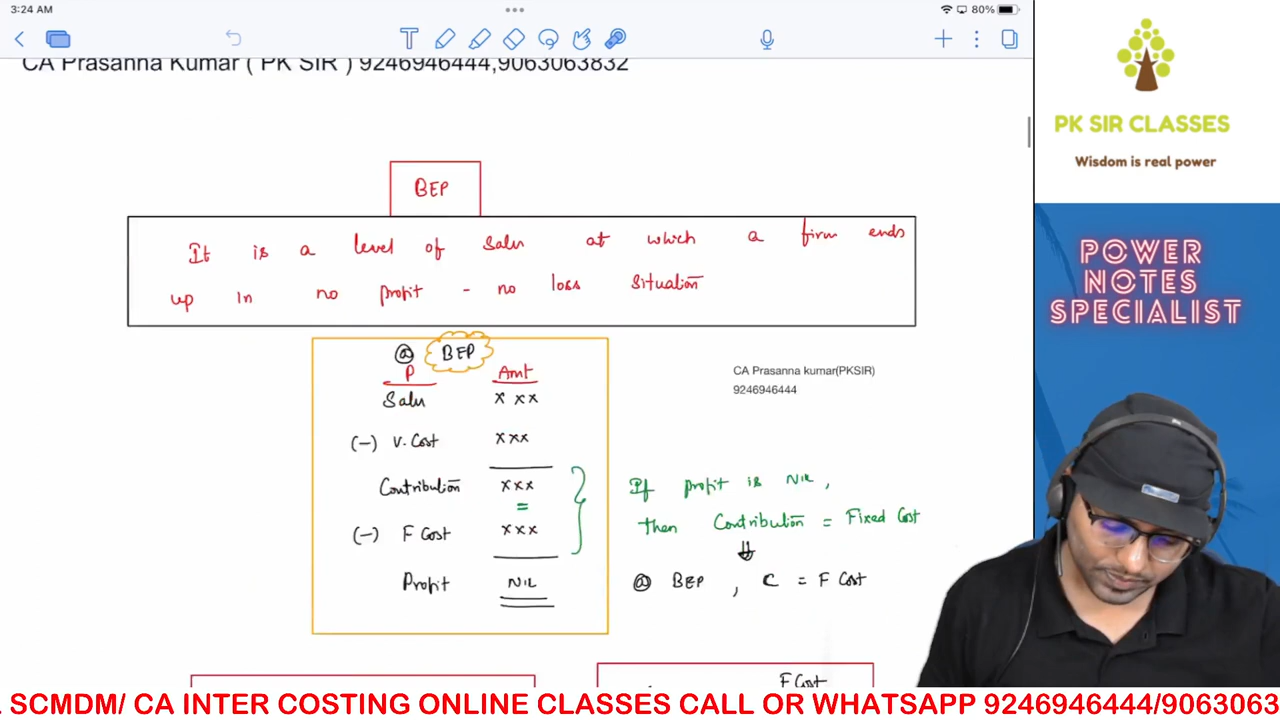 3:24 AM
80%
CA Prasanna Kumar ( PK SIR ) 9246946444,9063063832
PK SIR CLASSES
Wisdom is real power
POWER
NOTES
SPECIALIST
BEP
It is a level of Sales at which a firm ends
up in no profit - no loss Situation
@ BEP
P Amt
Sales x xx
(-) V. Cost xxx
Contribution xxx
=
(-) F Cost xxx
Profit NIL
CA Prasanna kumar(PKSIR)
9246946444
If profit is NIL,
then Contribution = Fixed Cost
⇓
@ BEP, C = F Cost
F Cost
. SCMDM/ CA INTER COSTING ONLINE CLASSES CALL OR WHATSAPP 9246946444/9063063